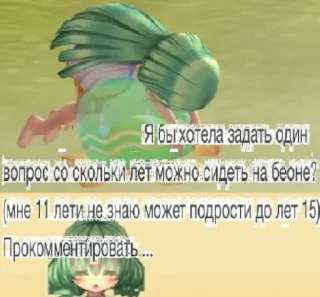 Я бы хотела задать один
вопрос со скольки лет можно сидеть на беоне?
(мне 11 лети не знаю может подрости до лет 15)
Прокомментировать ...